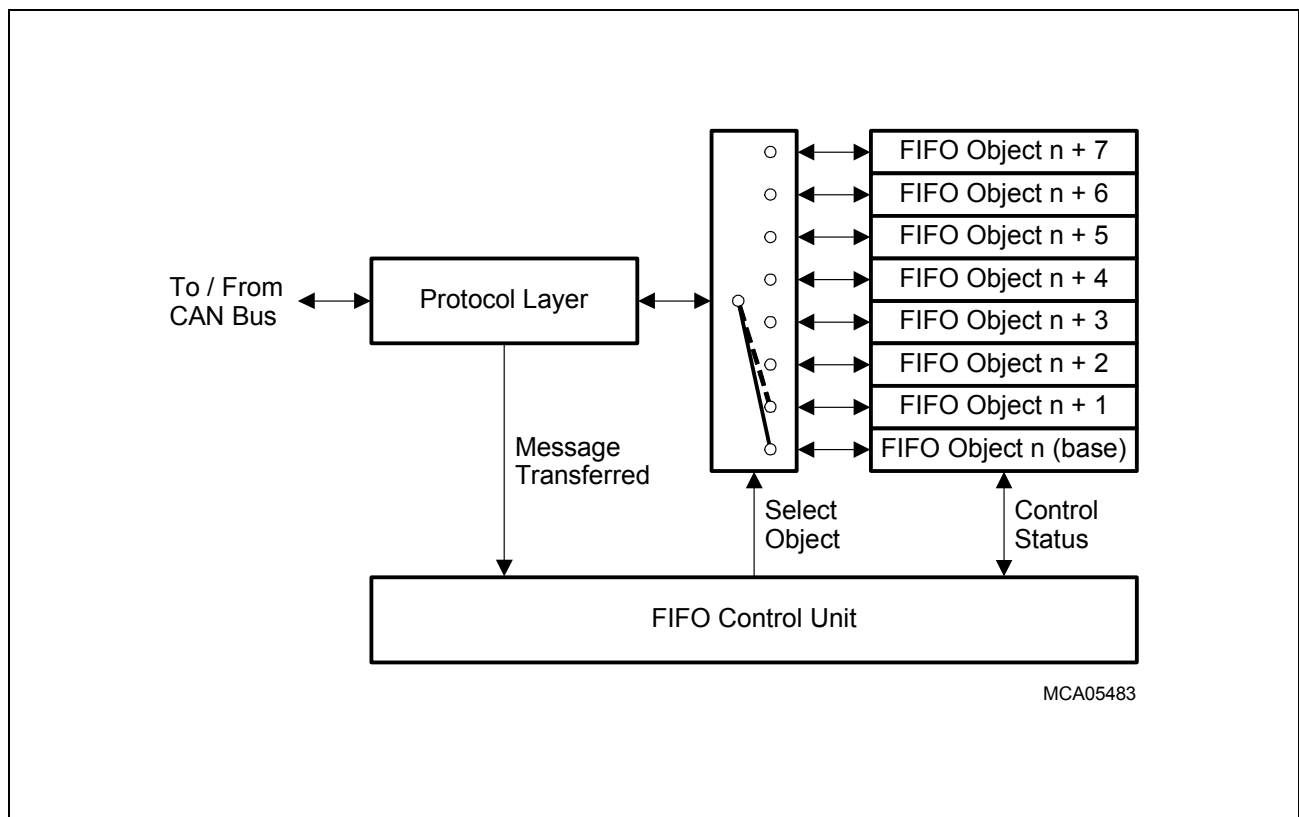 FIFO Object n + 7
FIFO Object n + 6
FIFO Object n + 5
To / From
CAN Bus
Protocol Layer
FIFO Object n + 4
FIFO Object n + 3
FIFO Object n + 2
FIFO Object n + 1
FIFO Object n (base)
Message
Transferred
Select
Object
Control
Status
FIFO Control Unit
MCA05483